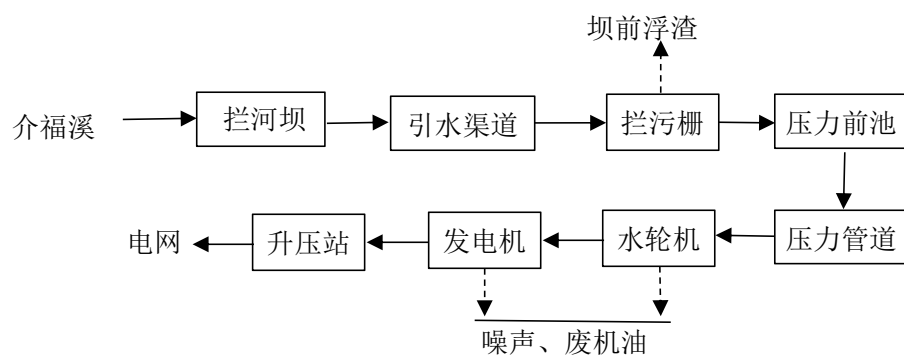 坝前浮渣
介福溪
拦河坝
引水渠道
拦污栅
压力前池
电网
升压站
发电机
水轮机
压力管道
噪声、废机油